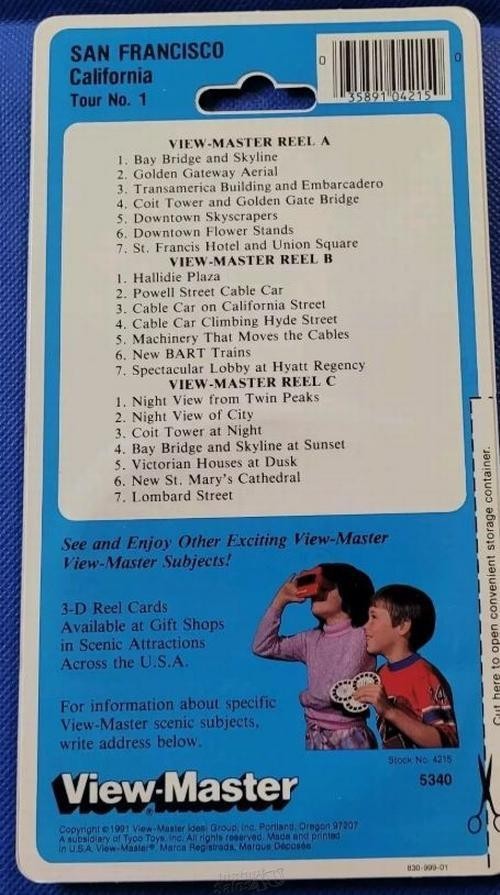 SAN FRANCISCO
California
Tour No. 1
0
0
35891 04215
VIEW-MASTER REEL A
1. Bay Bridge and Skyline
2. Golden Gateway Aerial
3. Transamerica Building and Embarcadero
4. Coit Tower and Golden Gate Bridge
5. Downtown Skyscrapers
6. Downtown Flower Stands
7. St. Francis Hotel and Union Square
VIEW-MASTER REEL B
1. Hallidie Plaza
2. Powell Street Cable Car
3. Cable Car on California Street
4. Cable Car Climbing Hyde Street
5. Machinery That Moves the Cables
6. New BART Trains
7. Spectacular Lobby at Hyatt Regency
VIEW-MASTER REEL C
1. Night View from Twin Peaks
2. Night View of City
3. Coit Tower at Night
4. Bay Bridge and Skyline at Sunset
5. Victorian Houses at Dusk
6. New St. Mary's Cathedral
7. Lombard Street
See and Enjoy Other Exciting View-Master
View-Master Subjects!
3-D Reel Cards
Available at Gift Shops
in Scenic Attractions
Across the U.S.A.
For information about specific
View-Master scenic subjects,
write address below.
Stock No. 4215
5340
View-Master®
Copyright © 1991 View-Master Ideal Group, Inc. Portland, Oregon 97207
A subsidiary of Tyco Toys, Inc. All rights reserved. Made and printed
in U.S.A. View-Master® Marca Registrada, Marque Déposée
830-999-01
Cut here to open convenient storage container.